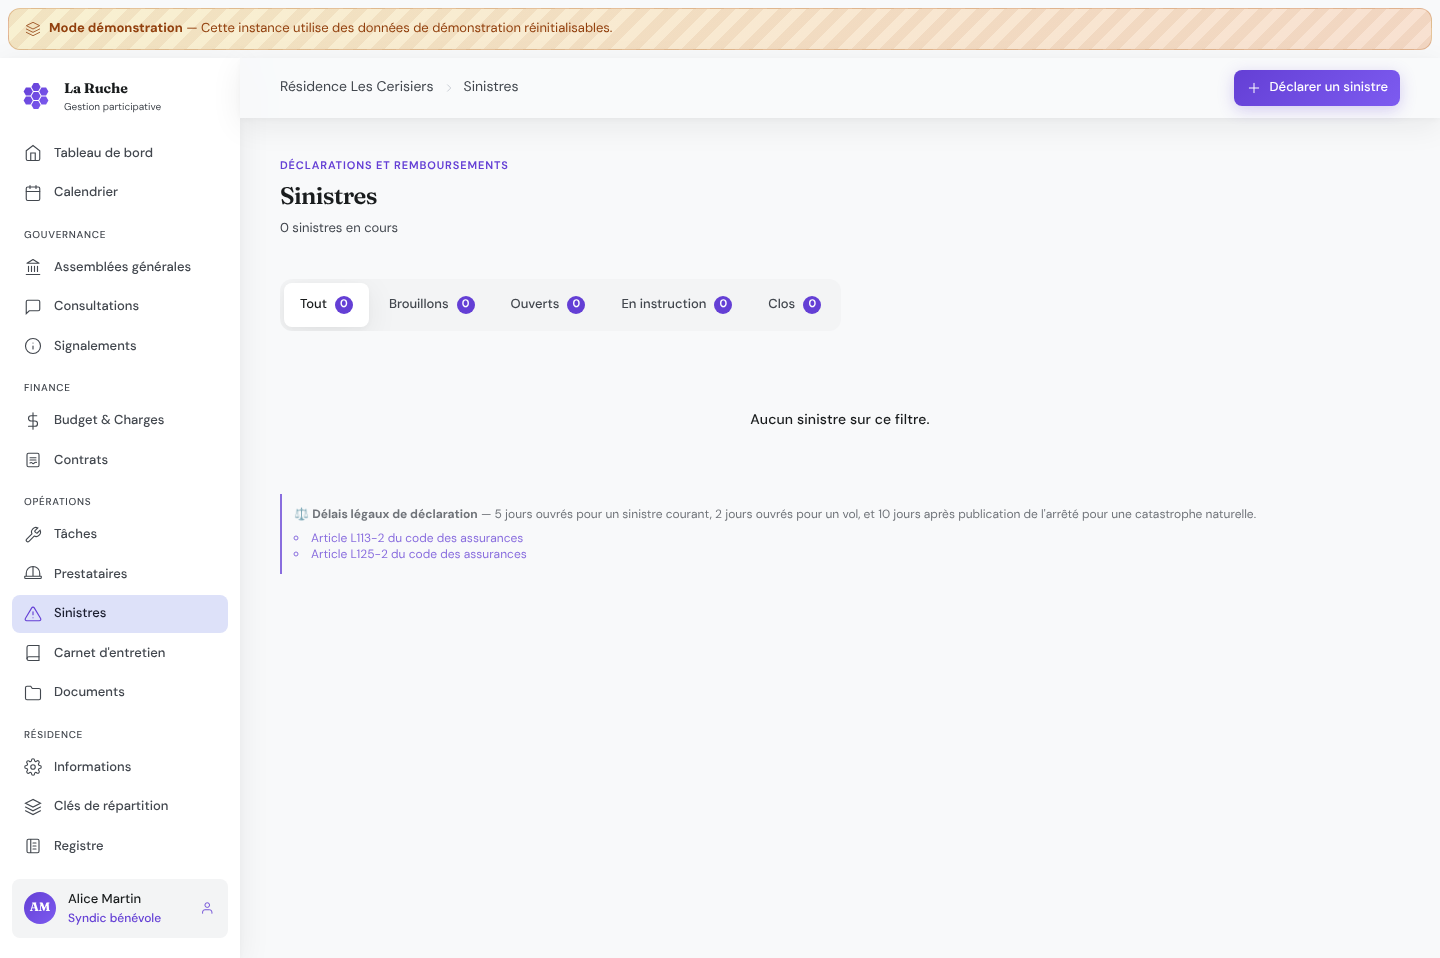 Mode démonstration — Cette instance utilise des données de démonstration réinitialisables.
La Ruche
Gestion participative
Tableau de bord
Calendrier
GOUVERNANCE
Assemblées générales
Consultations
Signalements
FINANCE
Budget & Charges
Contrats
OPÉRATIONS
Tâches
Prestataires
Sinistres
Carnet d'entretien
Documents
RÉSIDENCE
Informations
Clés de répartition
Registre
AM
Alice Martin
Syndic bénévole
Résidence Les Cerisiers > Sinistres
Déclarer un sinistre
DÉCLARATIONS ET REMBOURSEMENTS
Sinistres
0 sinistres en cours
Tout 0 Brouillons 0 Ouverts 0 En instruction 0 Clos 0
Aucun sinistre sur ce filtre.
⚖️ Délais légaux de déclaration — 5 jours ouvrés pour un sinistre courant, 2 jours ouvrés pour un vol, et 10 jours après publication de l'arrêté pour une catastrophe naturelle.
Article L113-2 du code des assurances
Article L125-2 du code des assurances